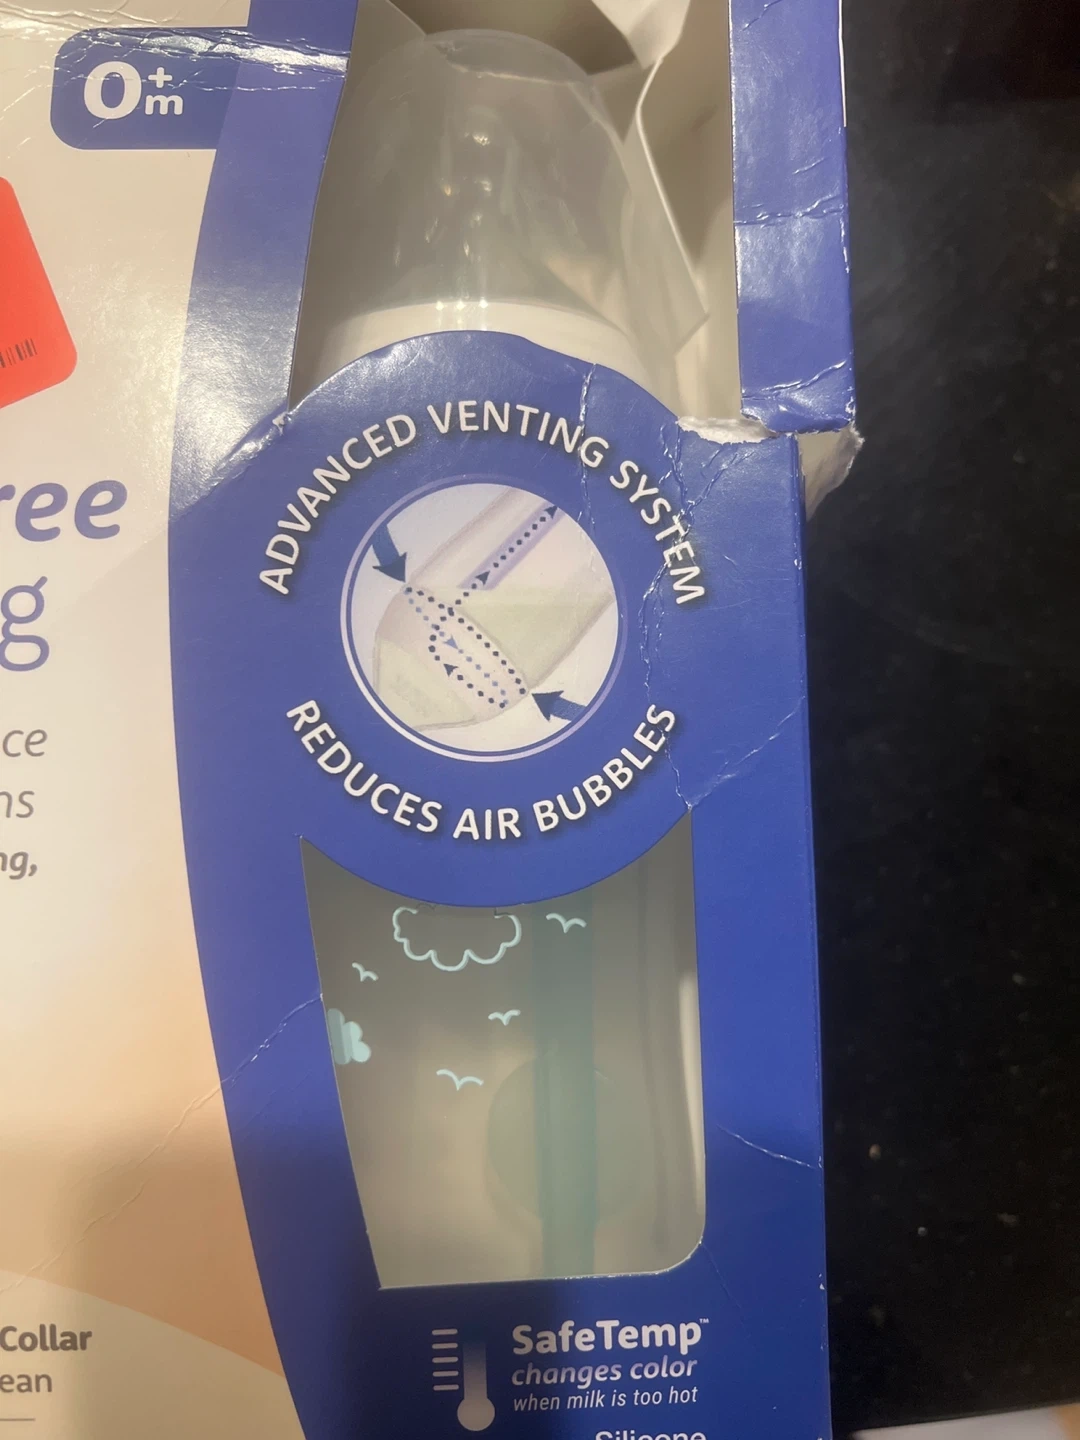 0+m
ADVANCED VENTING SYSTEM
REDUCES AIR BUBBLES
ree
g
ce
ns
ng,
Collar
ean
SafeTemp™
changes color
when milk is too hot
Silicone